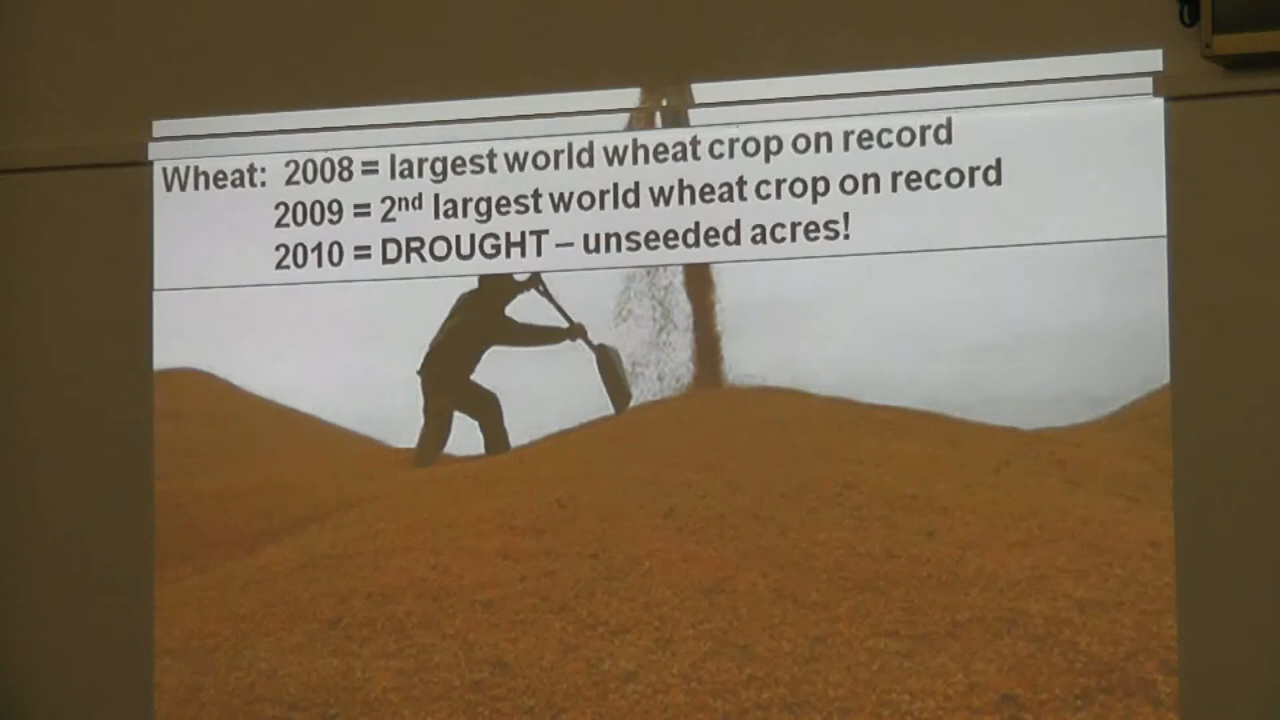 Wheat: 2008 = largest world wheat crop on record
2009 = 2nd largest world wheat crop on record
2010 = DROUGHT – unseeded acres!